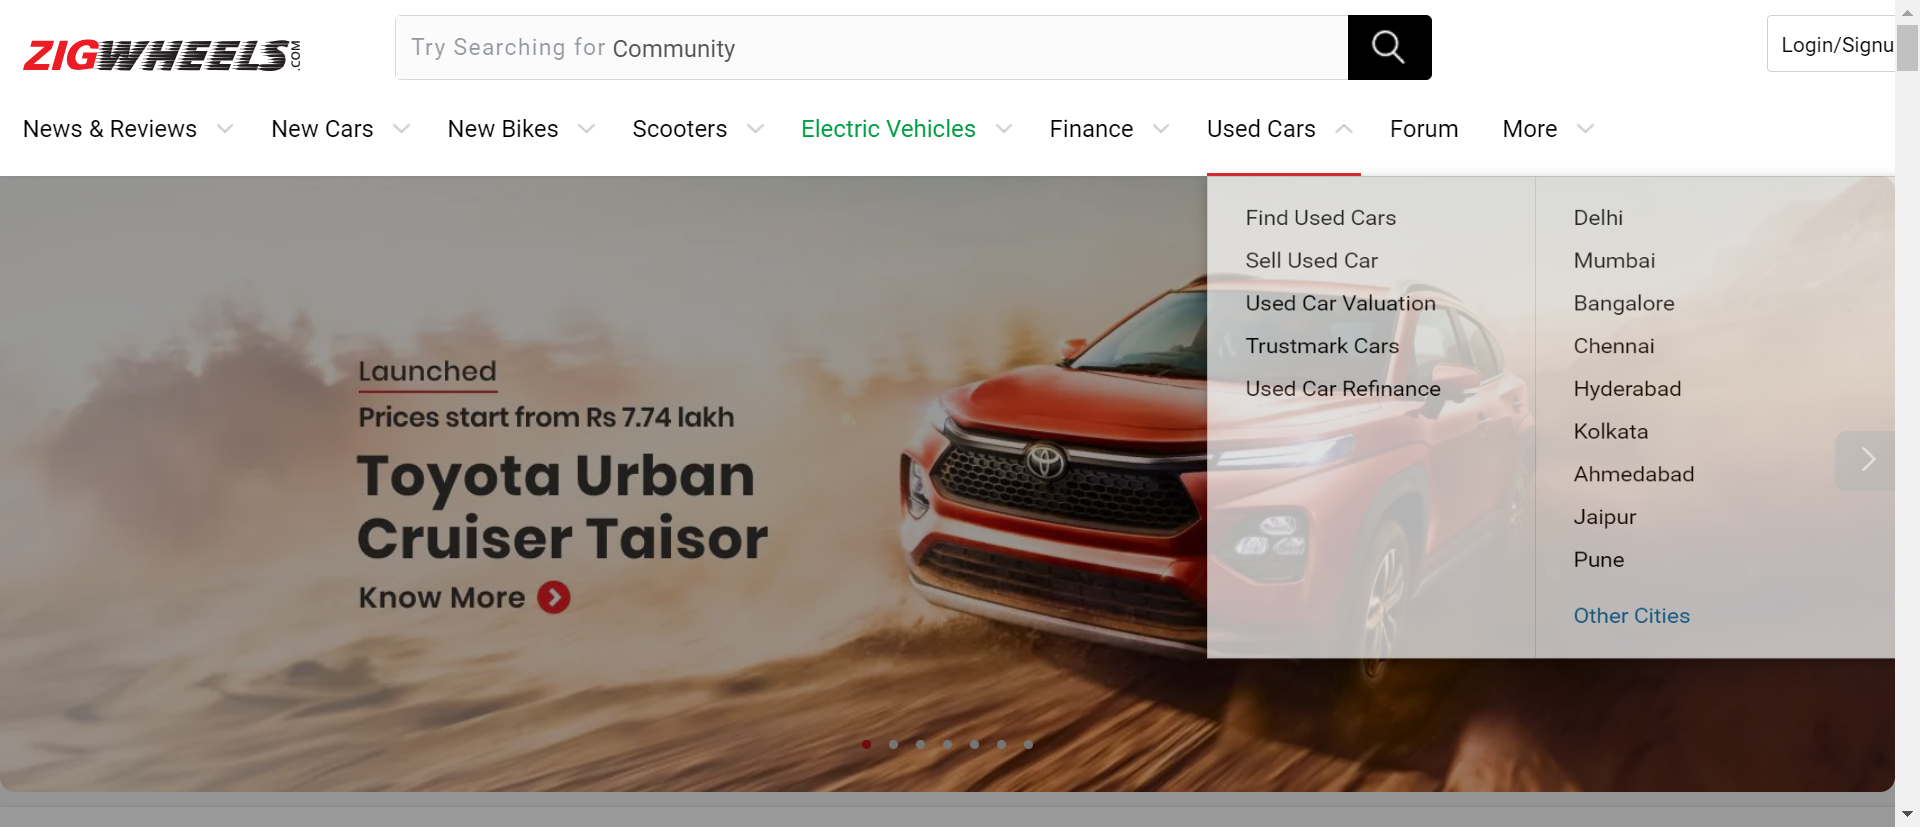 ZIGWHEELS.COM
Try Searching for Community
Login/Signu
News & Reviews
New Cars
New Bikes
Scooters
Electric Vehicles
Finance
Used Cars
Forum
More
Find Used Cars
Sell Used Car
Used Car Valuation
Trustmark Cars
Used Car Refinance
Delhi
Mumbai
Bangalore
Chennai
Hyderabad
Kolkata
Ahmedabad
Jaipur
Pune
Other Cities
Launched
Prices start from Rs 7.74 lakh
Toyota Urban
Cruiser Taisor
Know More